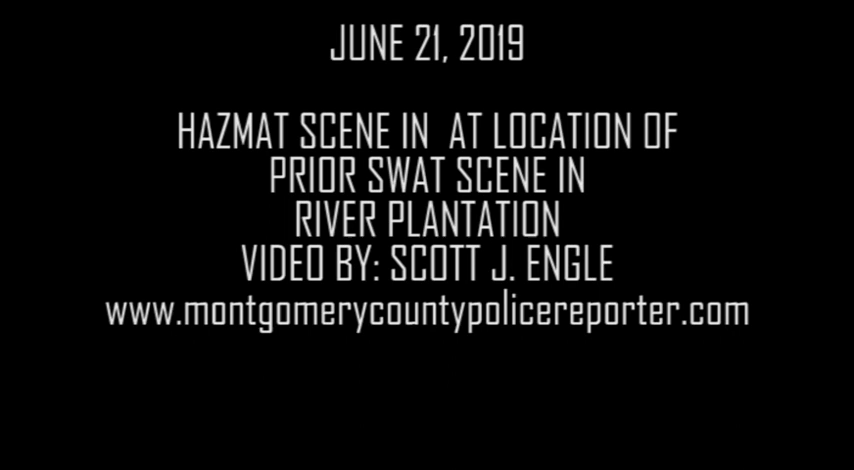 JUNE 21, 2019
HAZMAT SCENE IN  AT LOCATION OF
PRIOR SWAT SCENE IN
RIVER PLANTATION
VIDEO BY: SCOTT J. ENGLE
www.montgomerycountypolicereporter.com